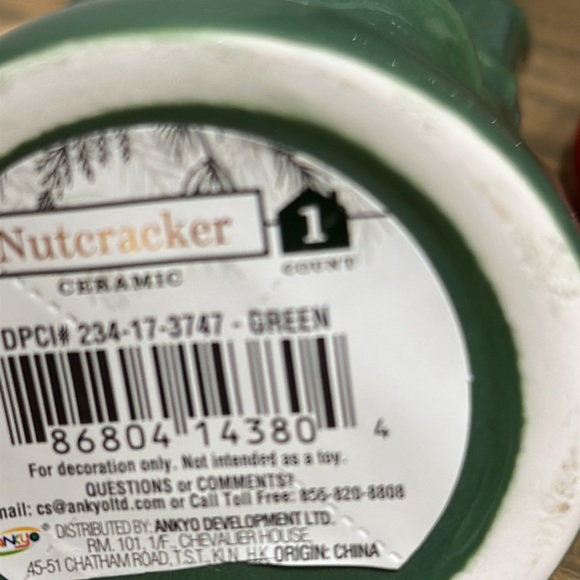 Nutcracker
1
COUNT
CERAMIC
DPCI# 234-17-3747 - GREEN
86804 14380 4
For decoration only. Not intended as a toy.
QUESTIONS or COMMENTS?
mail: cs@ankyoltd.com or Call Toll Free: 856-820-8808
ankyo® DISTRIBUTED BY: ANKYO DEVELOPMENT LTD.
RM. 101, 1/F., CHEVALIER HOUSE,
45-51 CHATHAM ROAD, T.S.T., KLN, H.K. ORIGIN: CHINA